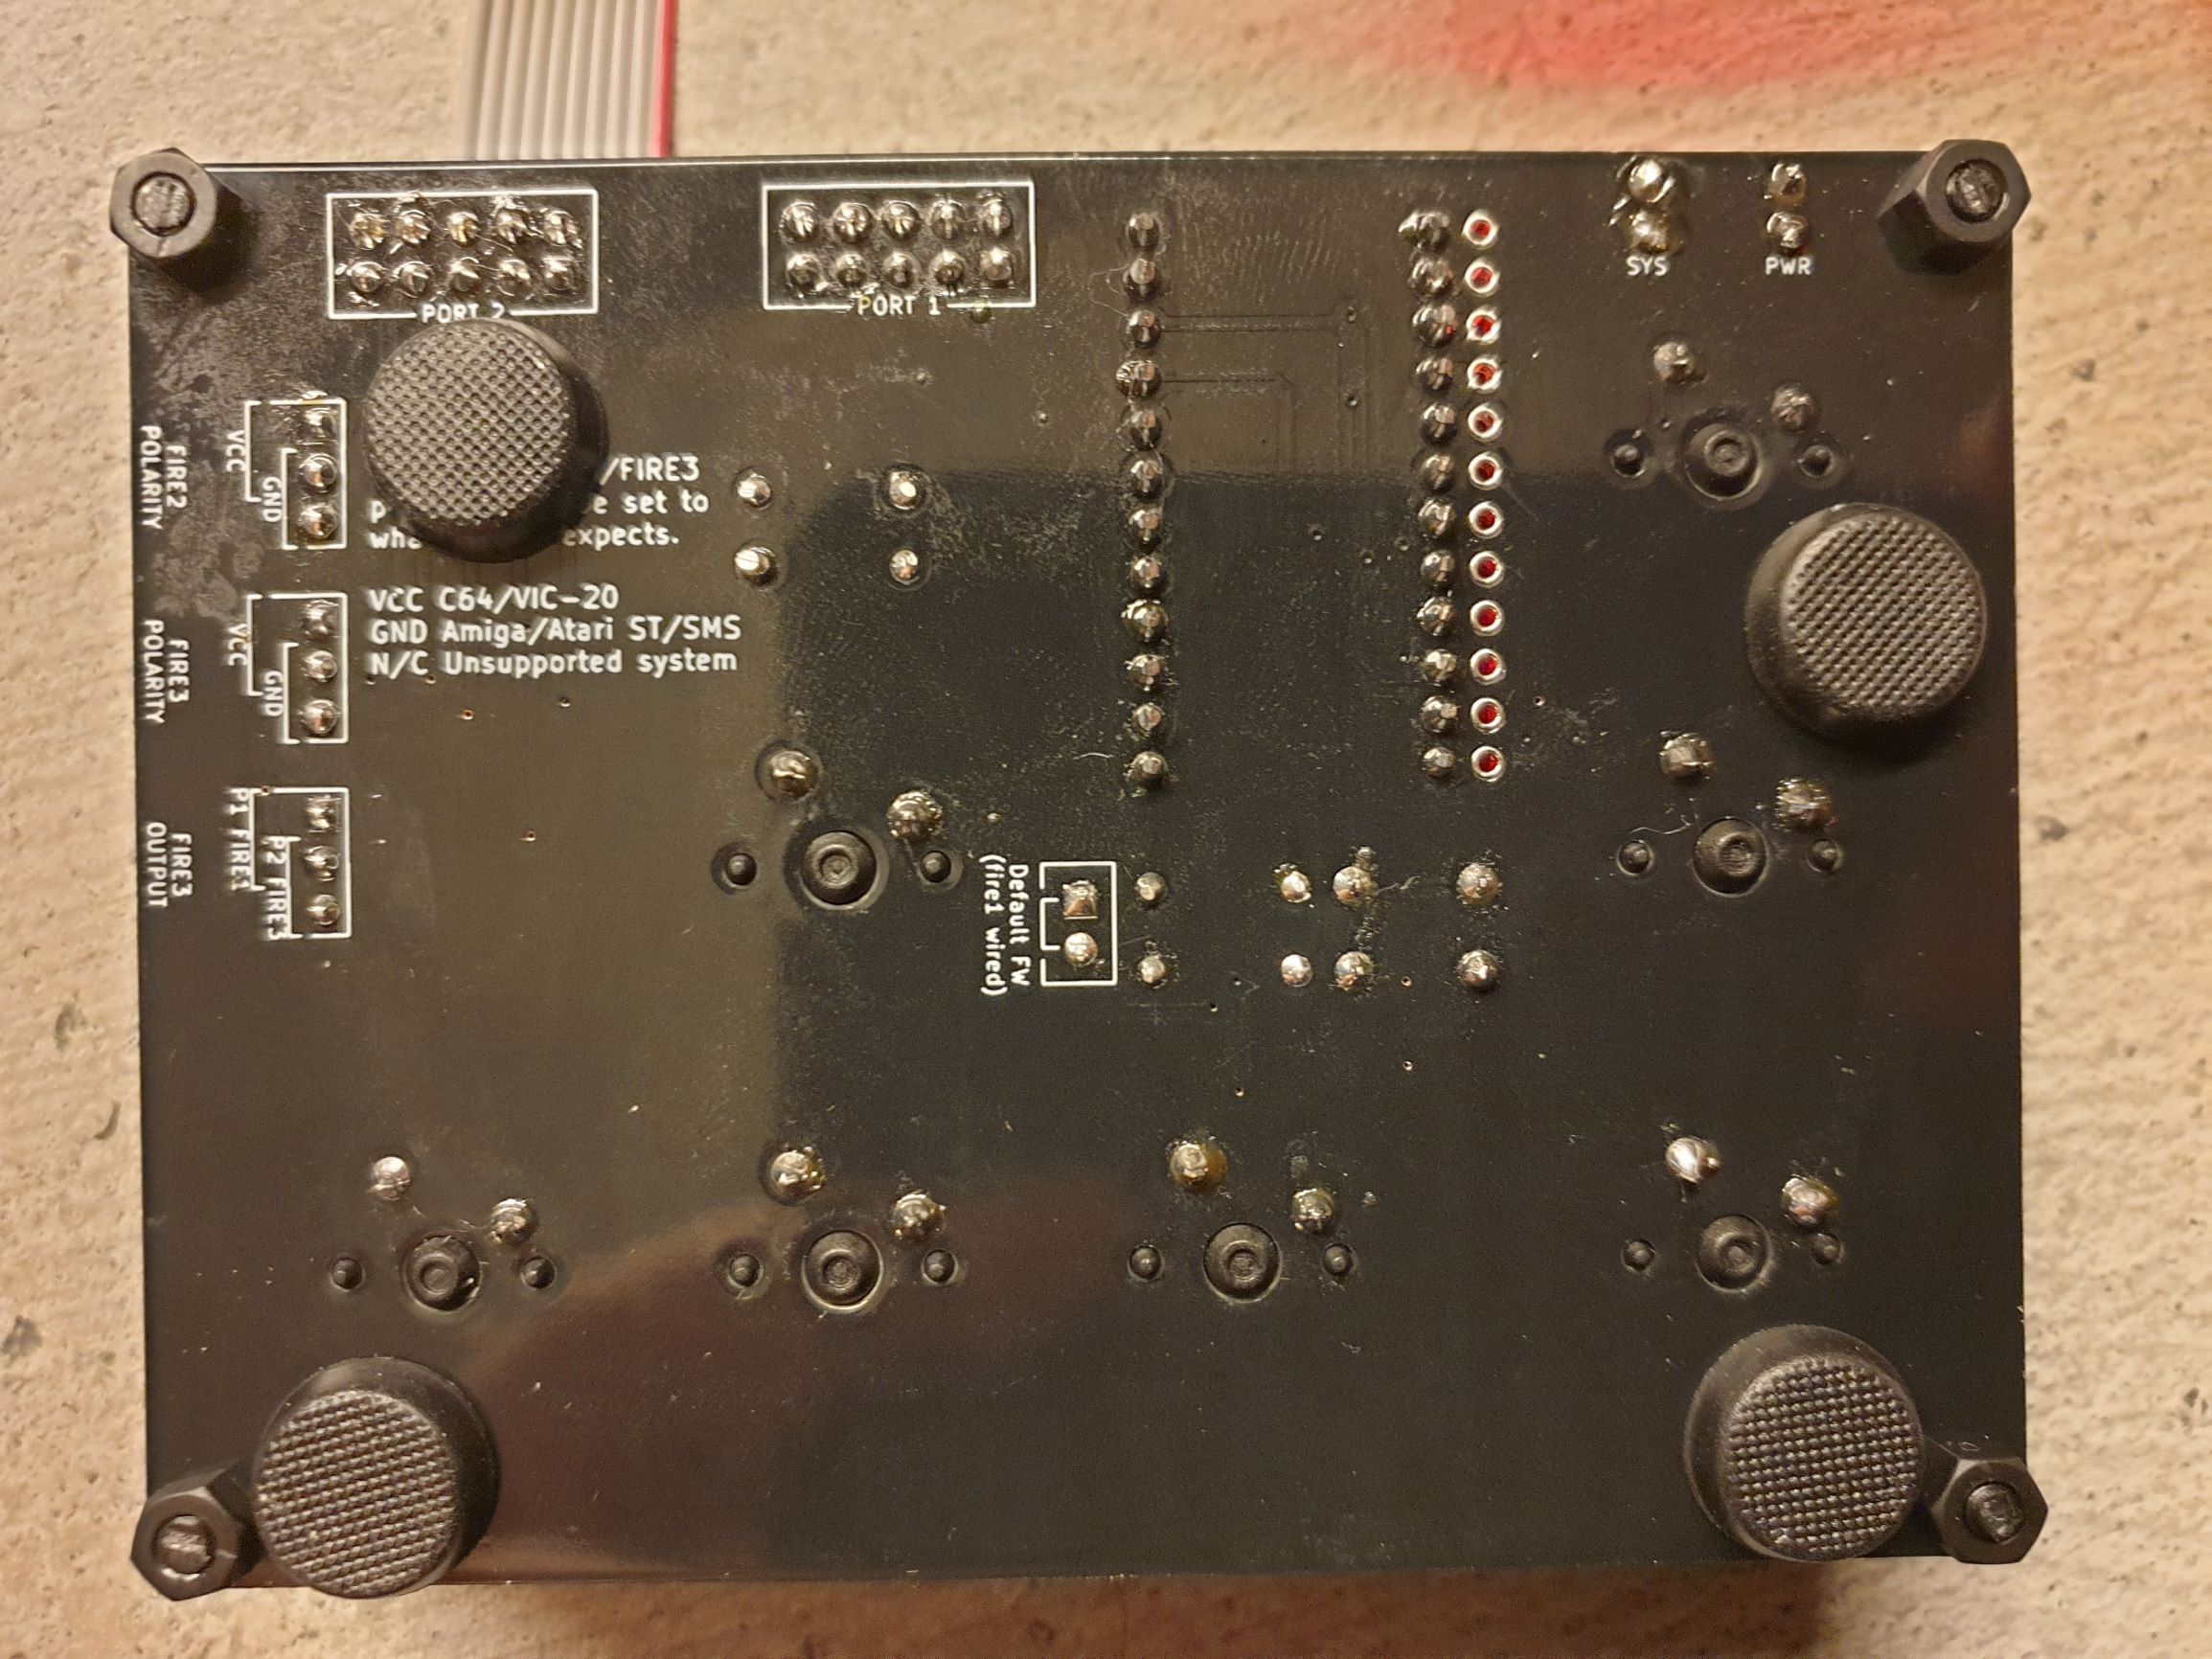 SYS
PWR
PORT 2
PORT 1
FIRE2
POLARITY
VCC
GND
/FIRE3
e set to
expects.
VCC C64/VIC-20
GND Amiga/Atari ST/SMS
N/C Unsupported system
FIRE3
POLARITY
VCC
GND
FIRE3
OUTPUT
P1 FIRE1
P2 FIRE3
Default FW
(fire1 wired)